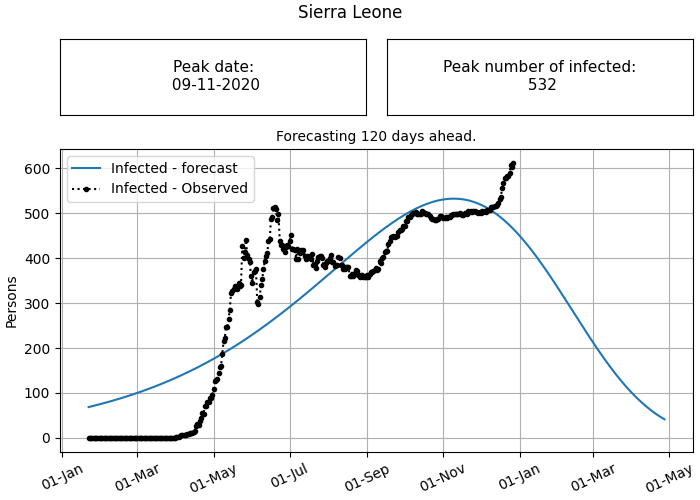 Sierra Leone
Peak date:
09-11-2020
Peak number of infected:
532
Forecasting 120 days ahead.
Infected - forecast
Infected - Observed
Persons
600
500
400
300
200
100
0
01-Jan
01-Mar
01-May
01-Jul
01-Sep
01-Nov
01-Jan
01-Mar
01-May